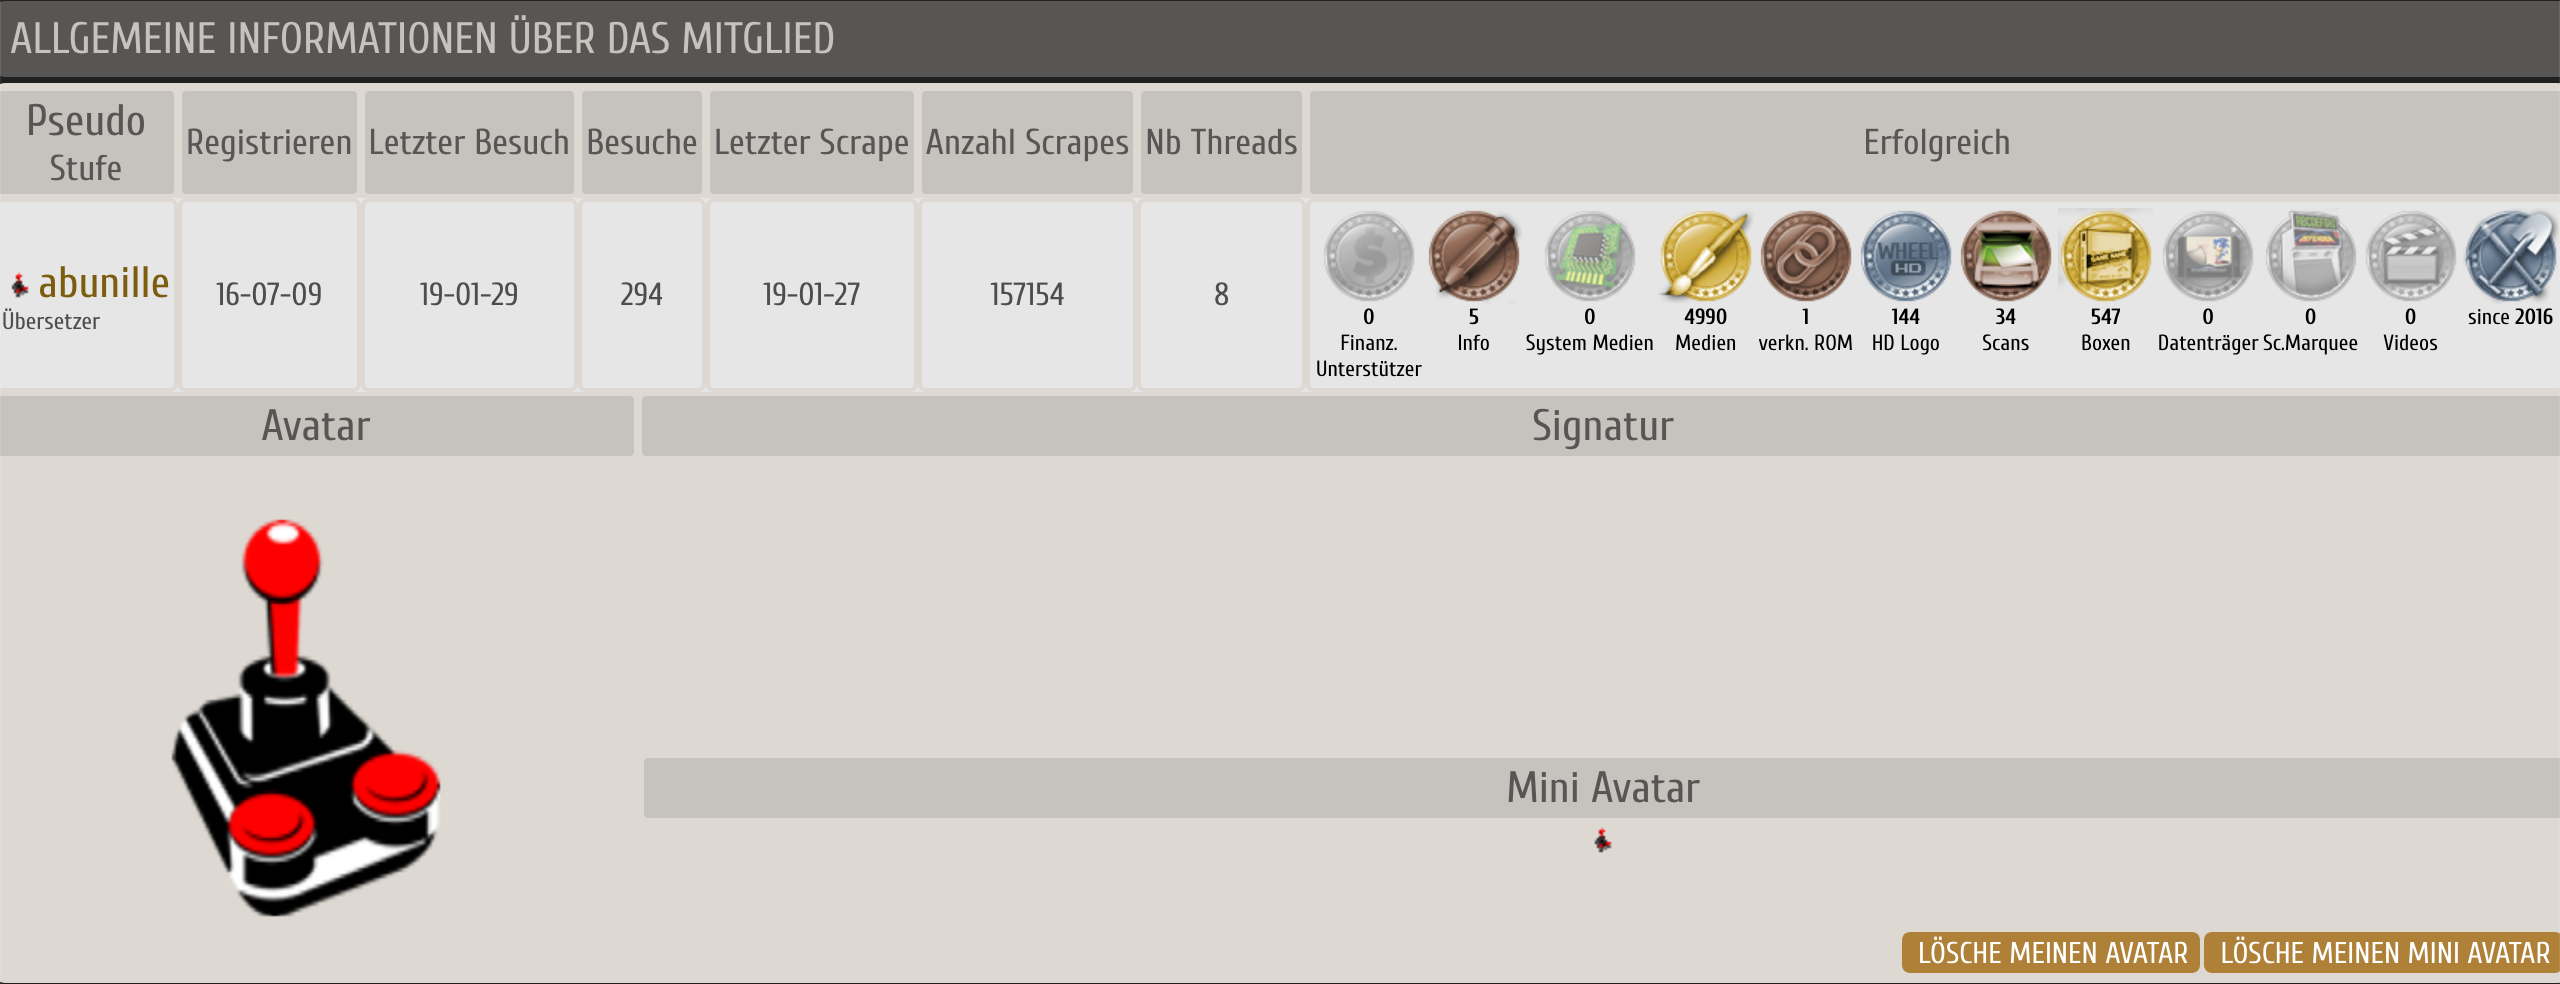 ALLGEMEINE INFORMATIONEN ÜBER DAS MITGLIED
Pseudo
Stufe
Registrieren
Letzter Besuch
Besuche
Letzter Scrape
Anzahl Scrapes
Nb Threads
Erfolgreich
abunille
Übersetzer
16-07-09
19-01-29
294
19-01-27
157154
8
0
Finanz.
Unterstützer
5
Info
0
System Medien
4990
Medien
1
verkn. ROM
WHEEL
HD
144
HD Logo
34
Scans
547
Boxen
0
Datenträger
0
Sc.Marquee
0
Videos
since 2016
Avatar
Signatur
Mini Avatar
LÖSCHE MEINEN AVATAR
LÖSCHE MEINEN MINI AVATAR